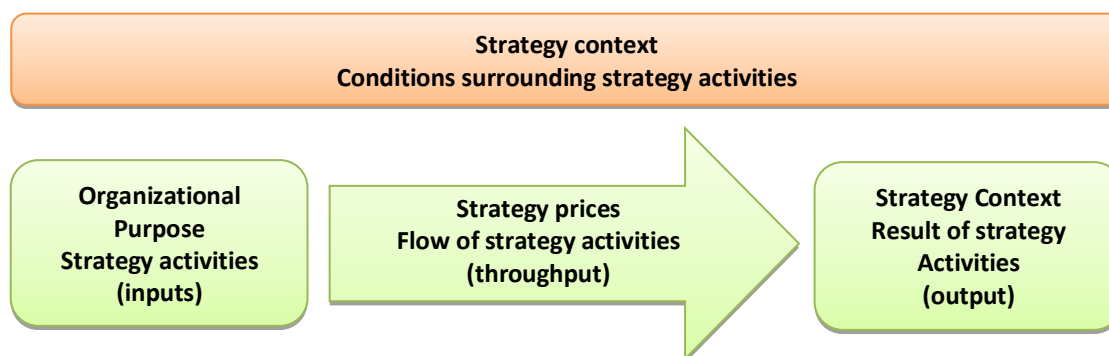 Strategy context
Conditions surrounding strategy activities
Organizational
Purpose
Strategy activities
(inputs)
Strategy prices
Flow of strategy activities
(throughput)
Strategy Context
Result of strategy
Activities
(output)